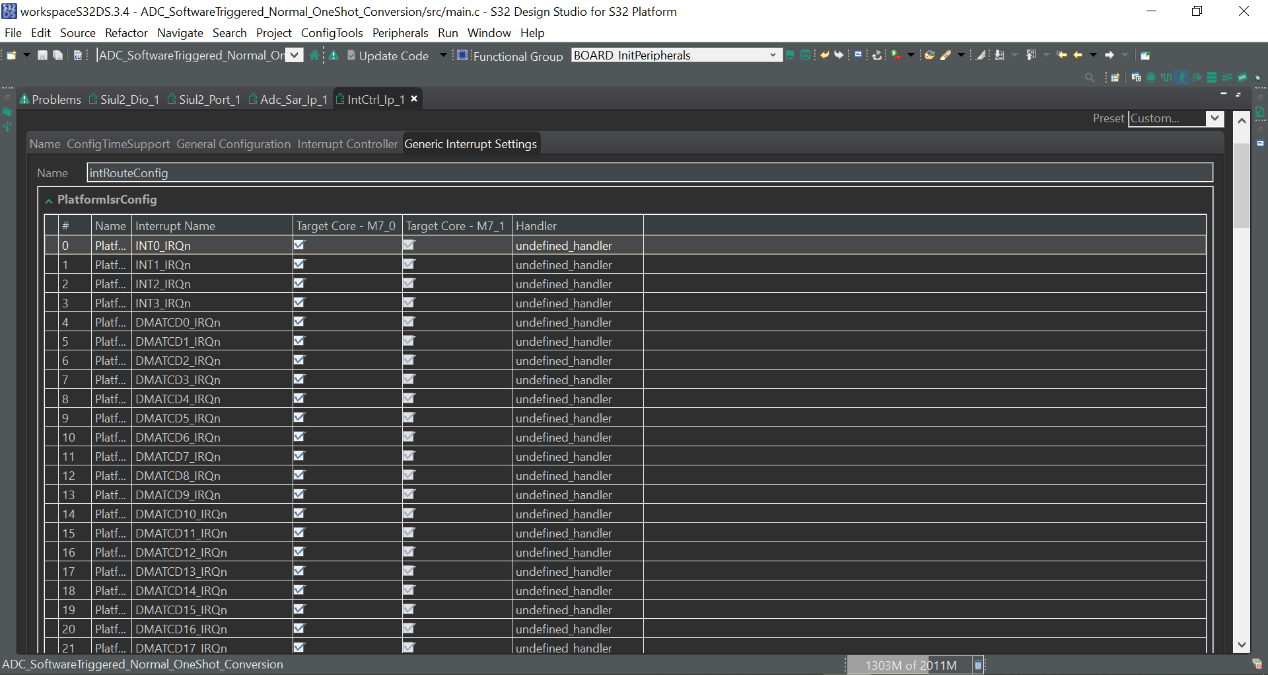 workspaceS32DS.3.4 - ADC_SoftwareTriggered_Normal_OneShot_Conversion/src/main.c - S32 Design Studio for S32 Platform
File Edit Source Refactor Navigate Search Project ConfigTools Peripherals Run Window Help
ADC_SoftwareTriggered_Normal_Or Update Code Functional Group BOARD_InitPeripherals
Problems Siul2_Dio_1 Siul2_Port_1 Adc_Sar_Ip_1 IntCtrl_Ip_1
Preset Custom...
Name ConfigTimeSupport General Configuration Interrupt Controller Generic Interrupt Settings
Name intRouteConfig
PlatformIsrConfig
# Name Interrupt Name Target Core - M7_0 Target Core - M7_1 Handler
0 Platf... INT0_IRQn undefined_handler
1 Platf... INT1_IRQn undefined_handler
2 Platf... INT2_IRQn undefined_handler
3 Platf... INT3_IRQn undefined_handler
4 Platf... DMATCD0_IRQn undefined_handler
5 Platf... DMATCD1_IRQn undefined_handler
6 Platf... DMATCD2_IRQn undefined_handler
7 Platf... DMATCD3_IRQn undefined_handler
8 Platf... DMATCD4_IRQn undefined_handler
9 Platf... DMATCD5_IRQn undefined_handler
10 Platf... DMATCD6_IRQn undefined_handler
11 Platf... DMATCD7_IRQn undefined_handler
12 Platf... DMATCD8_IRQn undefined_handler
13 Platf... DMATCD9_IRQn undefined_handler
14 Platf... DMATCD10_IRQn undefined_handler
15 Platf... DMATCD11_IRQn undefined_handler
16 Platf... DMATCD12_IRQn undefined_handler
17 Platf... DMATCD13_IRQn undefined_handler
18 Platf... DMATCD14_IRQn undefined_handler
19 Platf... DMATCD15_IRQn undefined_handler
20 Platf... DMATCD16_IRQn undefined_handler
21 Platf... DMATCD17_IRQn undefined_handler
ADC_SoftwareTriggered_Normal_OneShot_Conversion 1303M of 2011M